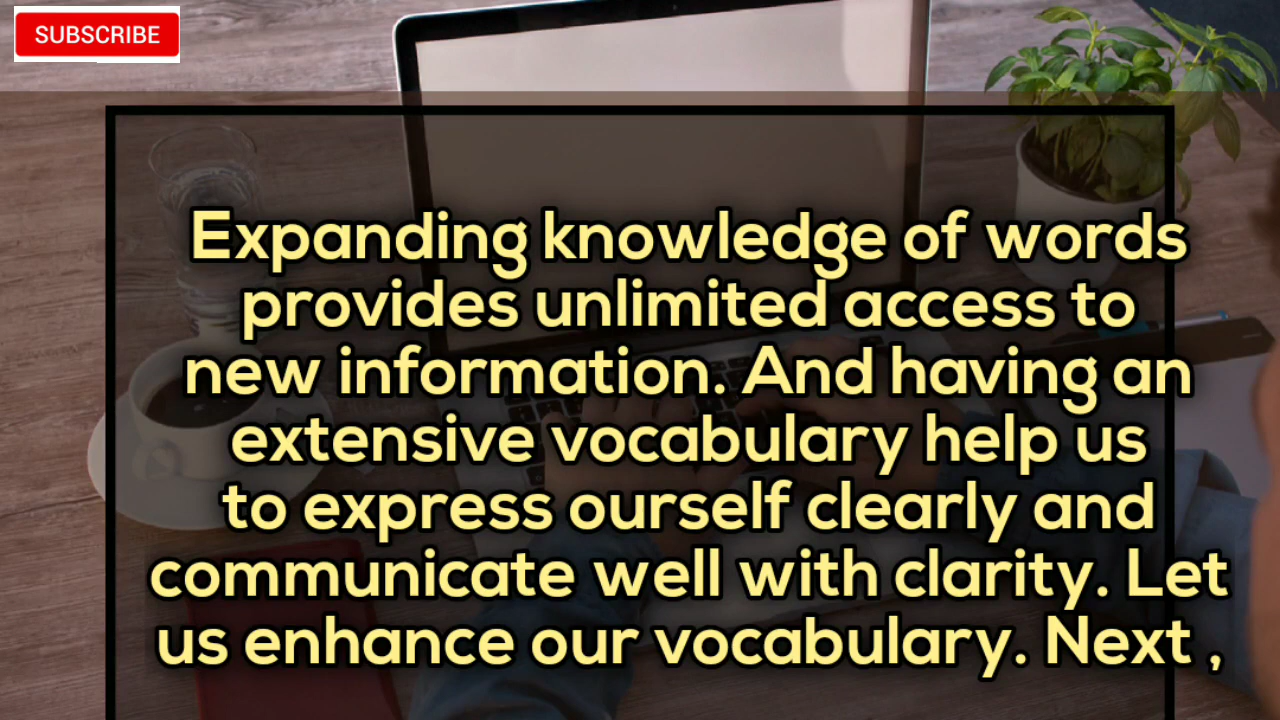 SUBSCRIBE
Expanding knowledge of words
provides unlimited access to
new information. And having an
extensive vocabulary help us
to express ourself clearly and
communicate well with clarity. Let
us enhance our vocabulary. Next ,